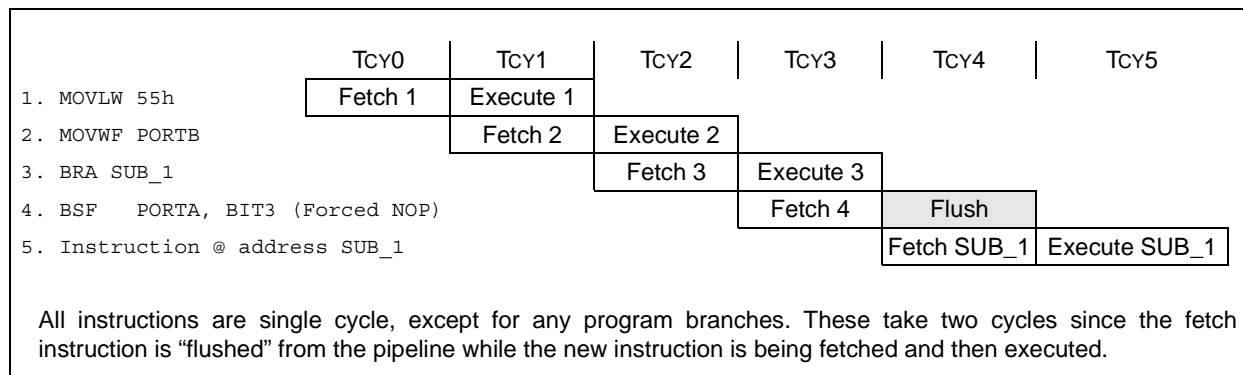 TCY0 TCY1 TCY2 TCY3 TCY4 TCY5
1. MOVLW 55h Fetch 1 Execute 1
2. MOVWF PORTB Fetch 2 Execute 2
3. BRA SUB_1 Fetch 3 Execute 3
4. BSF PORTA, BIT3 (Forced NOP) Fetch 4 Flush
5. Instruction @ address SUB_1 Fetch SUB_1 Execute SUB_1
All instructions are single cycle, except for any program branches. These take two cycles since the fetch
instruction is “flushed” from the pipeline while the new instruction is being fetched and then executed.